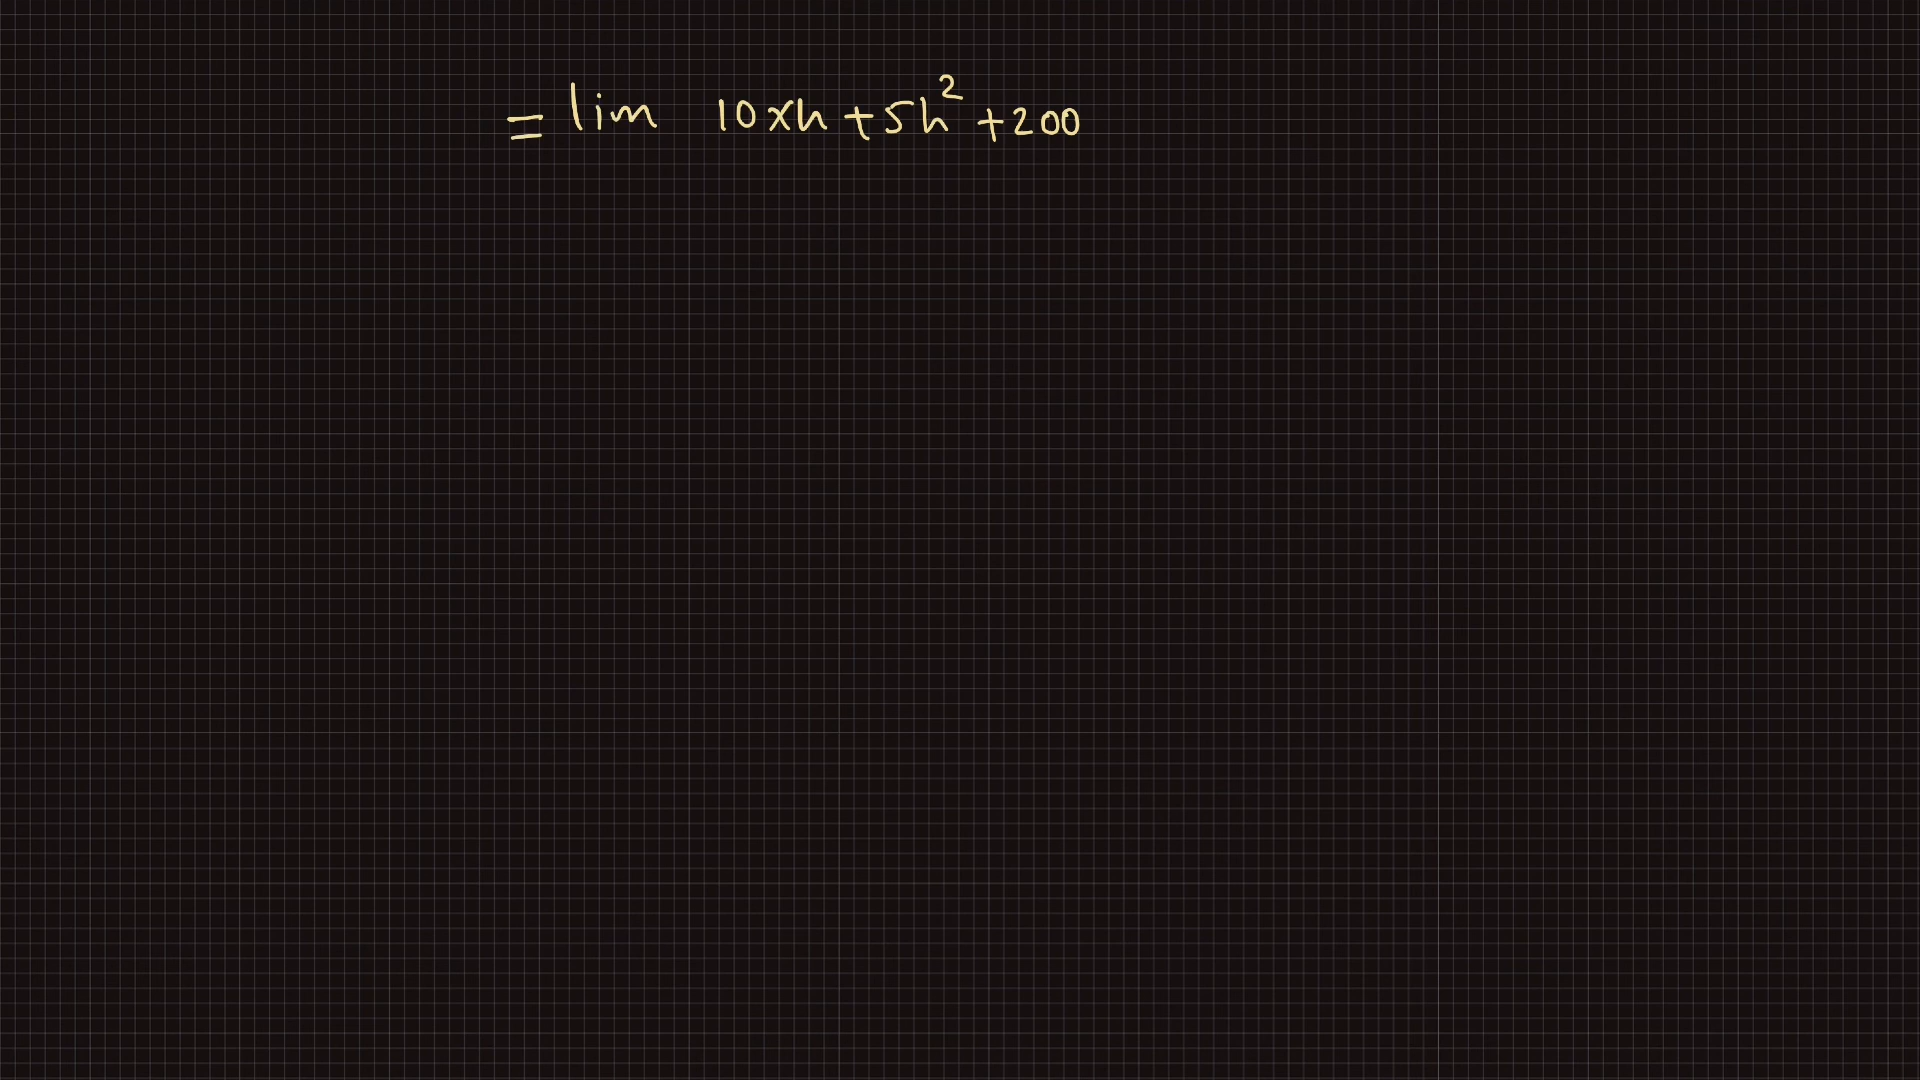 = lim 10xh + 5h² + 200